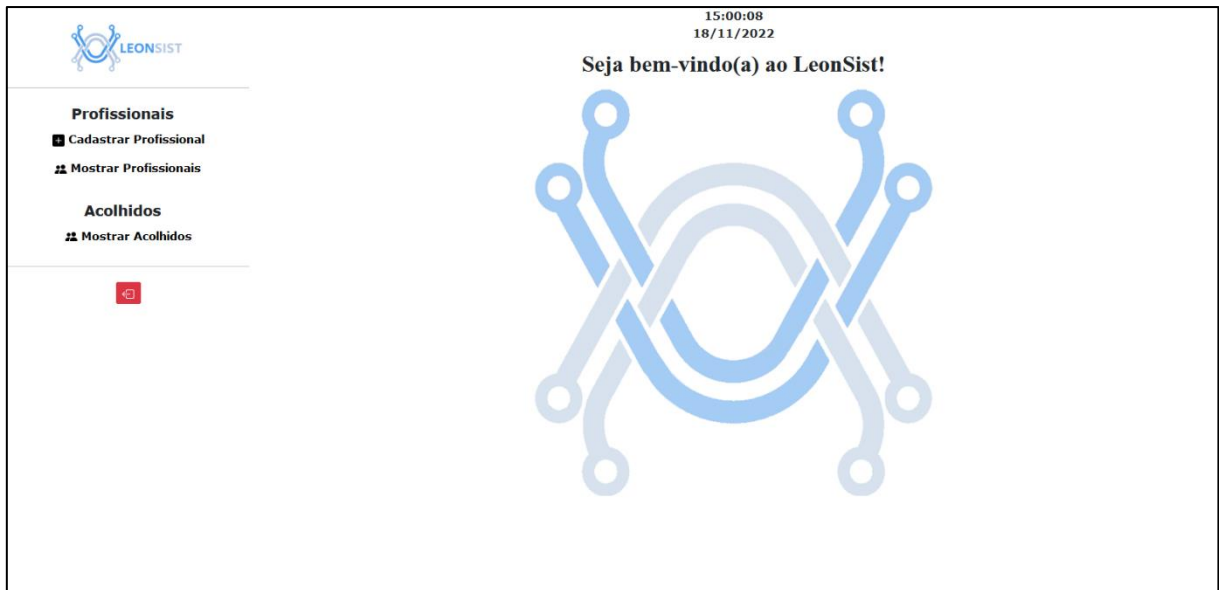 LEONSIST
Profissionais
Cadastrar Profissional
Mostrar Profissionais
Acolhidos
Mostrar Acolhidos
15:00:08
18/11/2022
Seja bem-vindo(a) ao LeonSist!